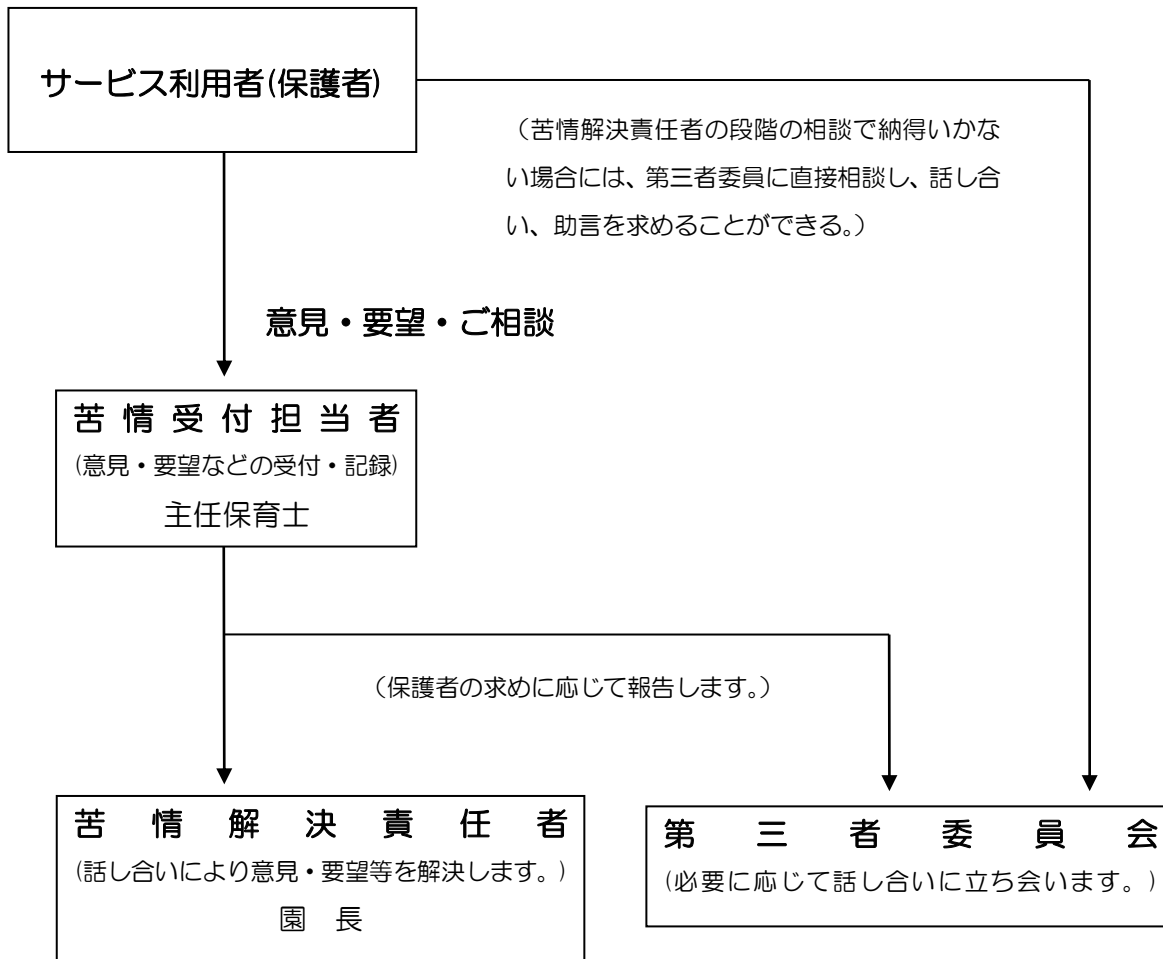 サービス利用者(保護者)
(苦情解決責任者の段階の相談で納得いかな
い場合には、第三者委員に直接相談し、話し合
い、助言を求めることができる。)
意見・要望・ご相談
苦情受付担当者
(意見・要望などの受付・記録)
主任保育士
(保護者の求めに応じて報告します。)
苦情解決責任者
(話し合いにより意見・要望等を解決します。)
園 長
第三者委員会
(必要に応じて話し合いに立ち会います。)